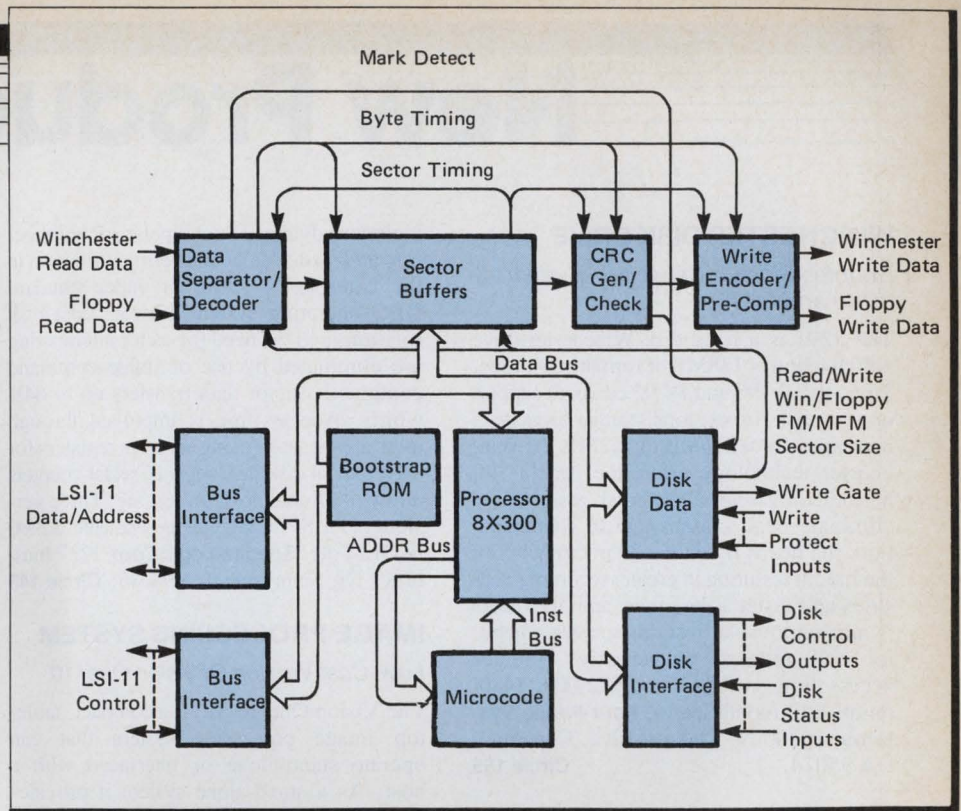 Mark Detect
Byte Timing
Sector Timing
Winchester
Read Data
Floppy
Read Data
Data
Separator/
Decoder
Sector
Buffers
CRC
Gen/
Check
Write
Encoder/
Pre-Comp
Winchester
Write Data
Floppy
Write Data
Data Bus
Read/Write
Win/Floppy
FM/MFM
Sector Size
LSI-11
Data/Address
Bus
Interface
Bootstrap
ROM
Processor
8X300
Disk
Data
Write Gate
Write
Protect
Inputs
ADDR Bus
Inst
Bus
LSI-11
Control
Bus
Interface
Microcode
Disk
Interface
Disk
Control
Outputs
Disk
Status
Inputs